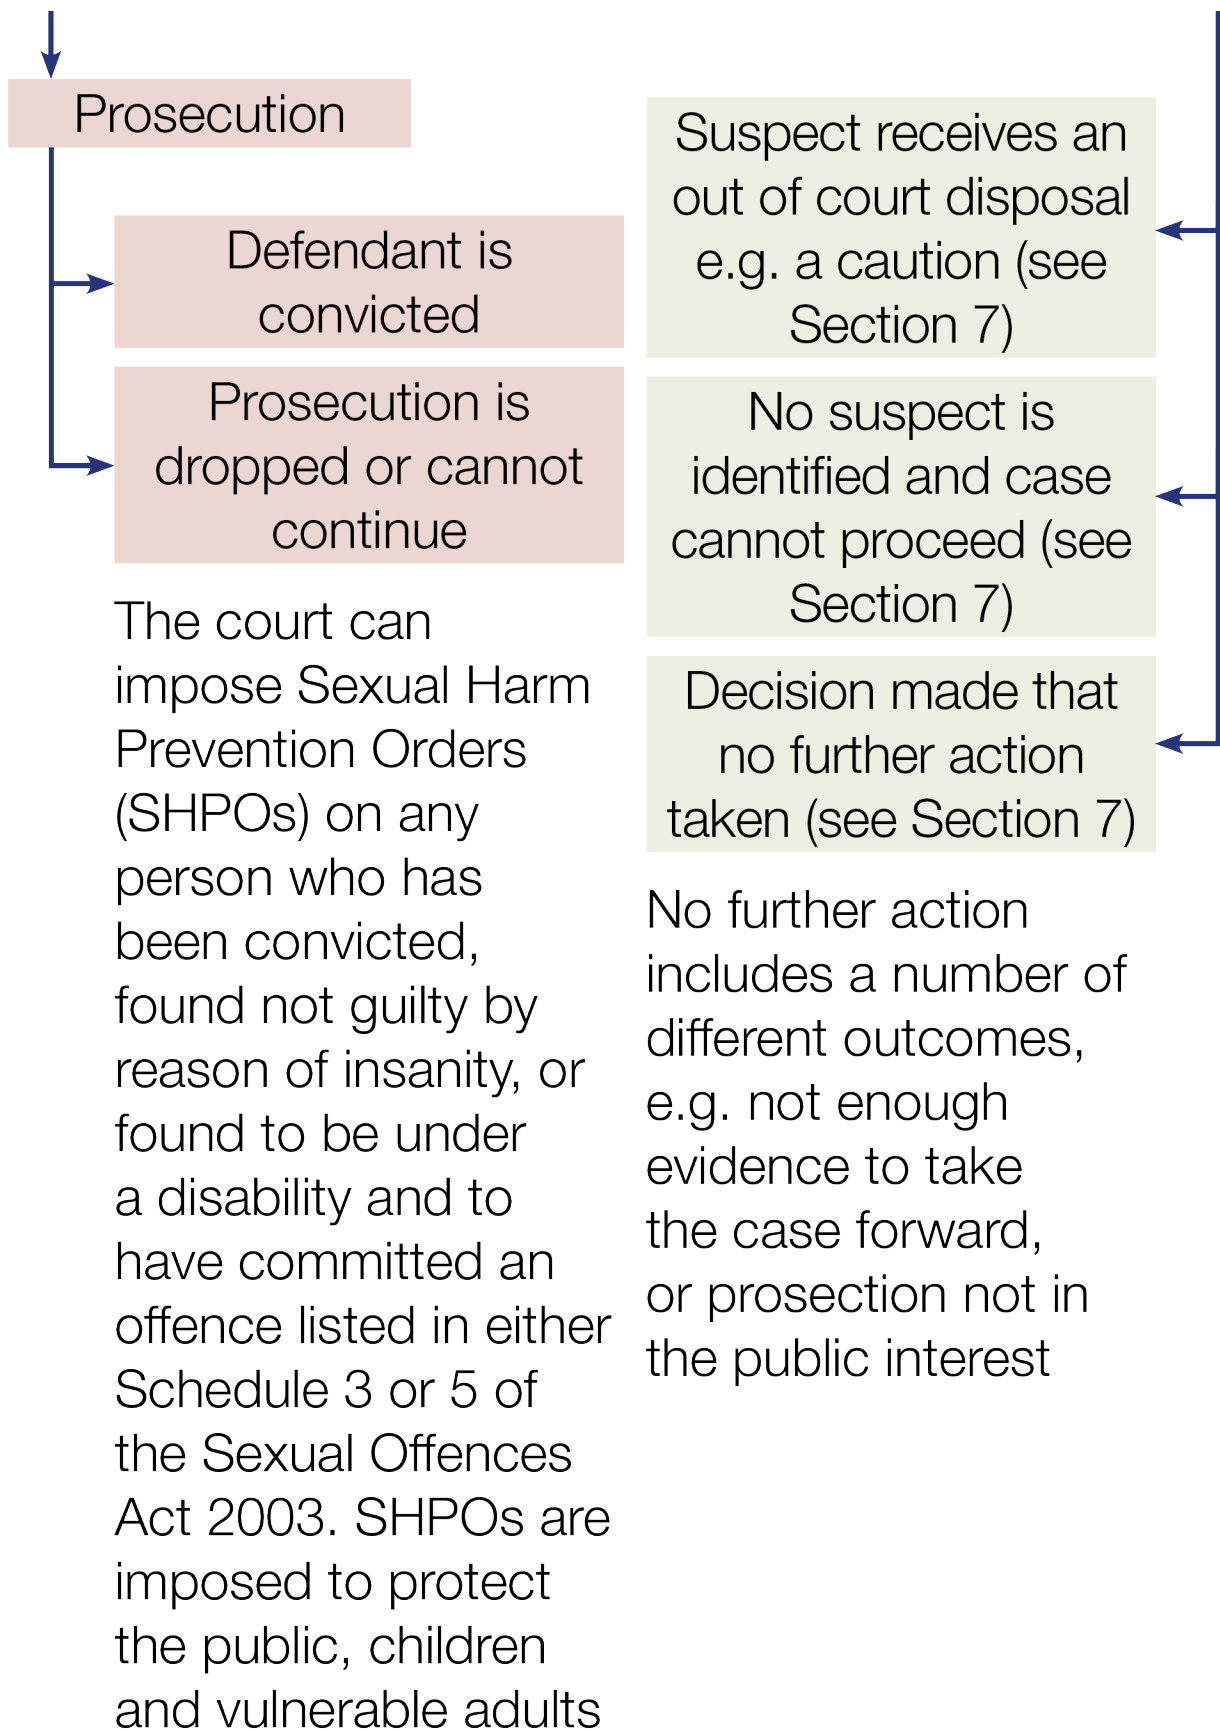 Prosecution
Defendant is
convicted
Prosecution is
dropped or cannot
continue
The court can
impose Sexual Harm
Prevention Orders
(SHPOs) on any
person who has
been convicted,
found not guilty by
reason of insanity, or
found to be under
a disability and to
have committed an
offence listed in either
Schedule 3 or 5 of
the Sexual Offences
Act 2003. SHPOs are
imposed to protect
the public, children
and vulnerable adults
Suspect receives an
out of court disposal
e.g. a caution (see
Section 7)
No suspect is
identified and case
cannot proceed (see
Section 7)
Decision made that
no further action
taken (see Section 7)
No further action
includes a number of
different outcomes,
e.g. not enough
evidence to take
the case forward,
or prosection not in
the public interest